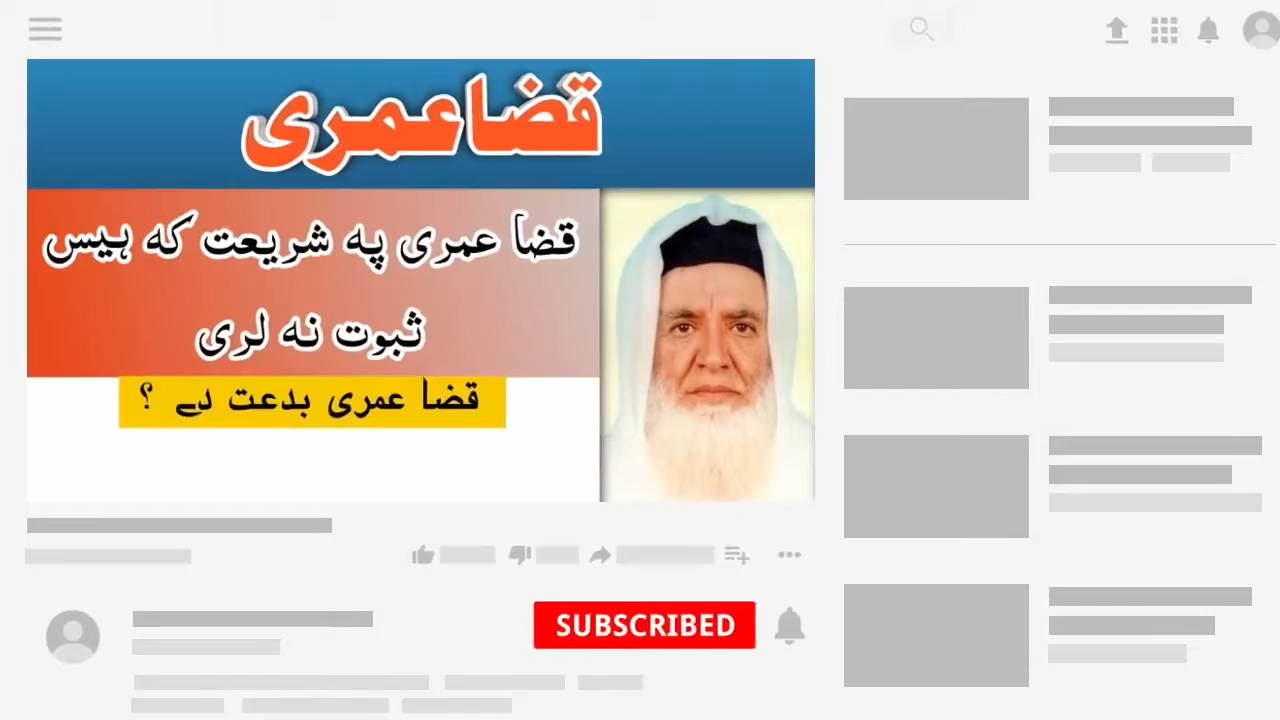 قضاعمری
قضا عمری په شریعت که هیس
ثبوت نه لری
قضا عمری بدعت دے ؟
SUBSCRIBED